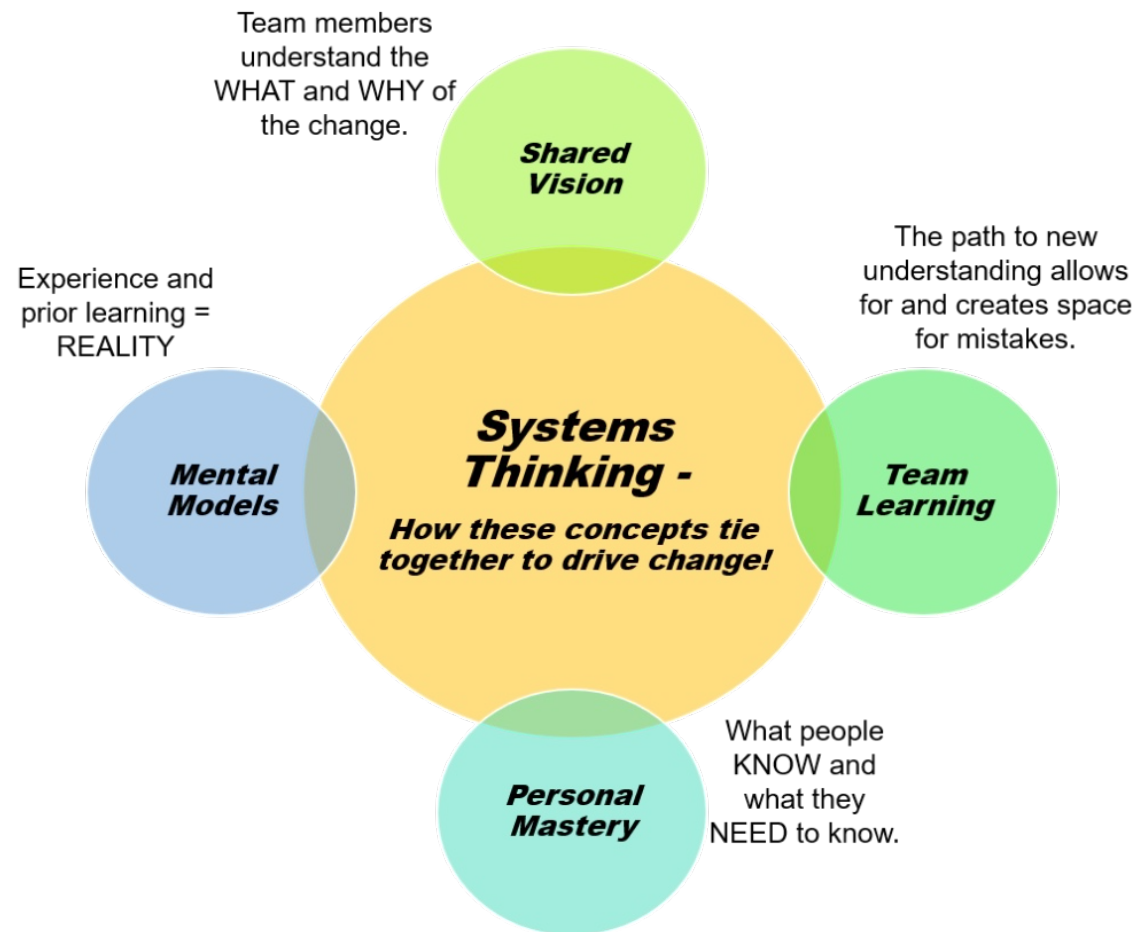 Team members
understand the
WHAT and WHY of
the change.
Shared
Vision
The path to new
understanding allows
for and creates space
for mistakes.
Experience and
prior learning =
REALITY
Mental
Models
Systems
Thinking -
How these concepts tie
together to drive change!
Team
Learning
Personal
Mastery
What people
KNOW and
what they
NEED to know.